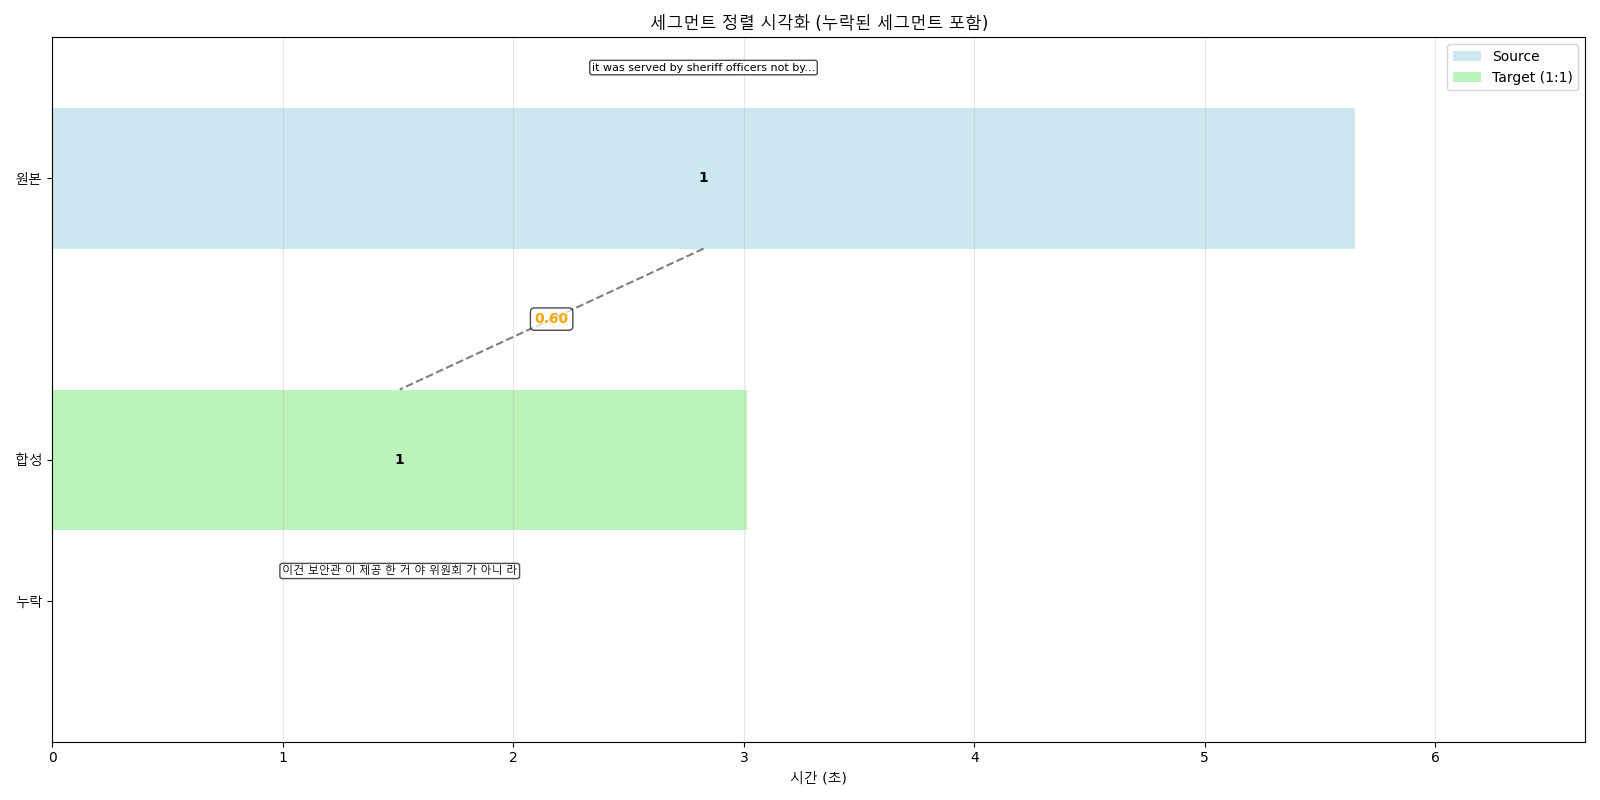 세그먼트 정렬 시각화 (누락된 세그먼트 포함)
it was served by sheriff officers not by...
Source
Target (1:1)
원본
1
0.60
합성
1
이건 보안관 이 제공 한 거 야 위원회 가 아니 라
누락
0 1 2 3 4 5 6
시간 (초)